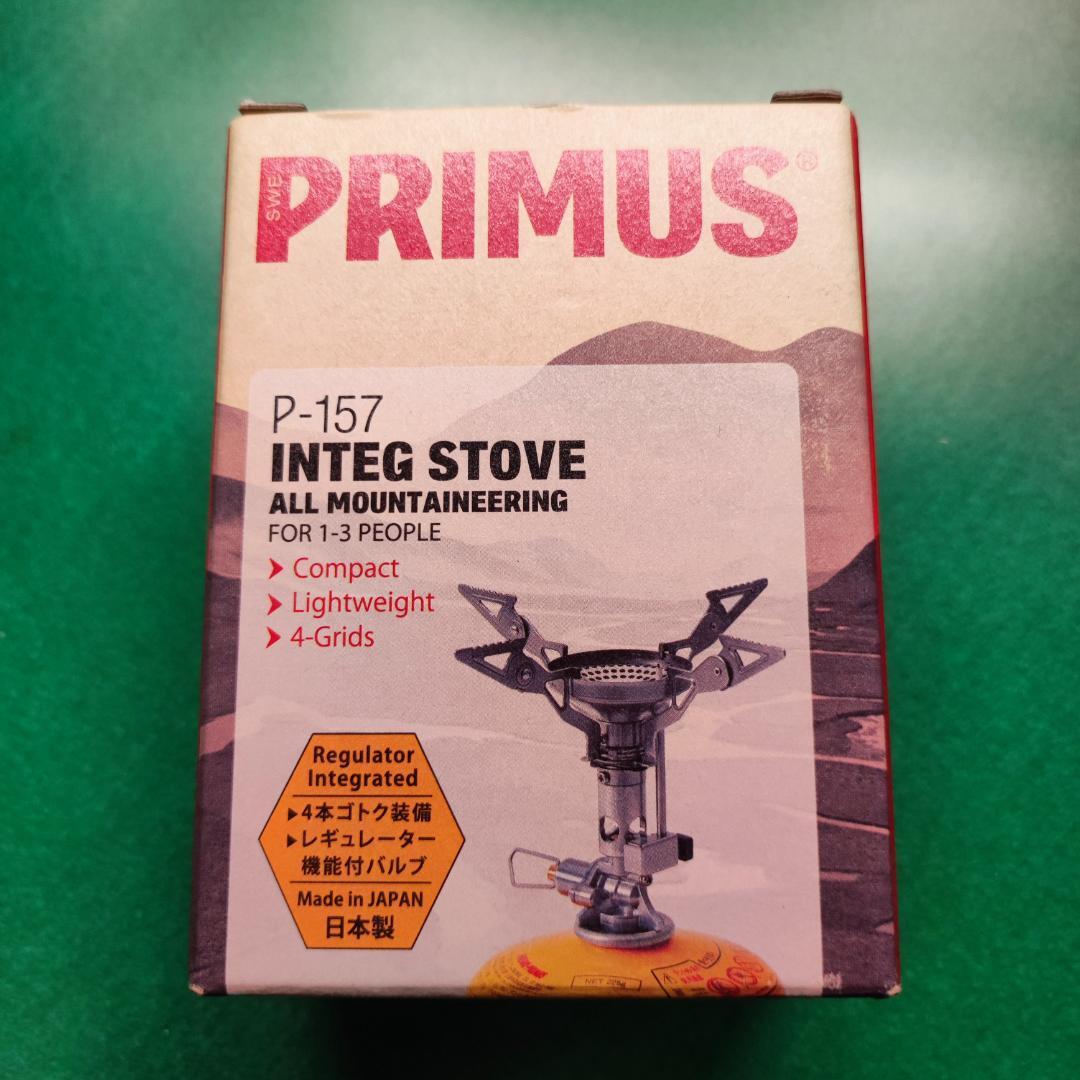 SWE
PRIMUS®
P-157
INTEG STOVE
ALL MOUNTAINEERING
FOR 1-3 PEOPLE
Compact
Lightweight
4-Grids
Regulator
Integrated
▶4本ゴトク装備
▶レギュレーター
機能付バルブ
Made in JAPAN
日本製
NET 225g